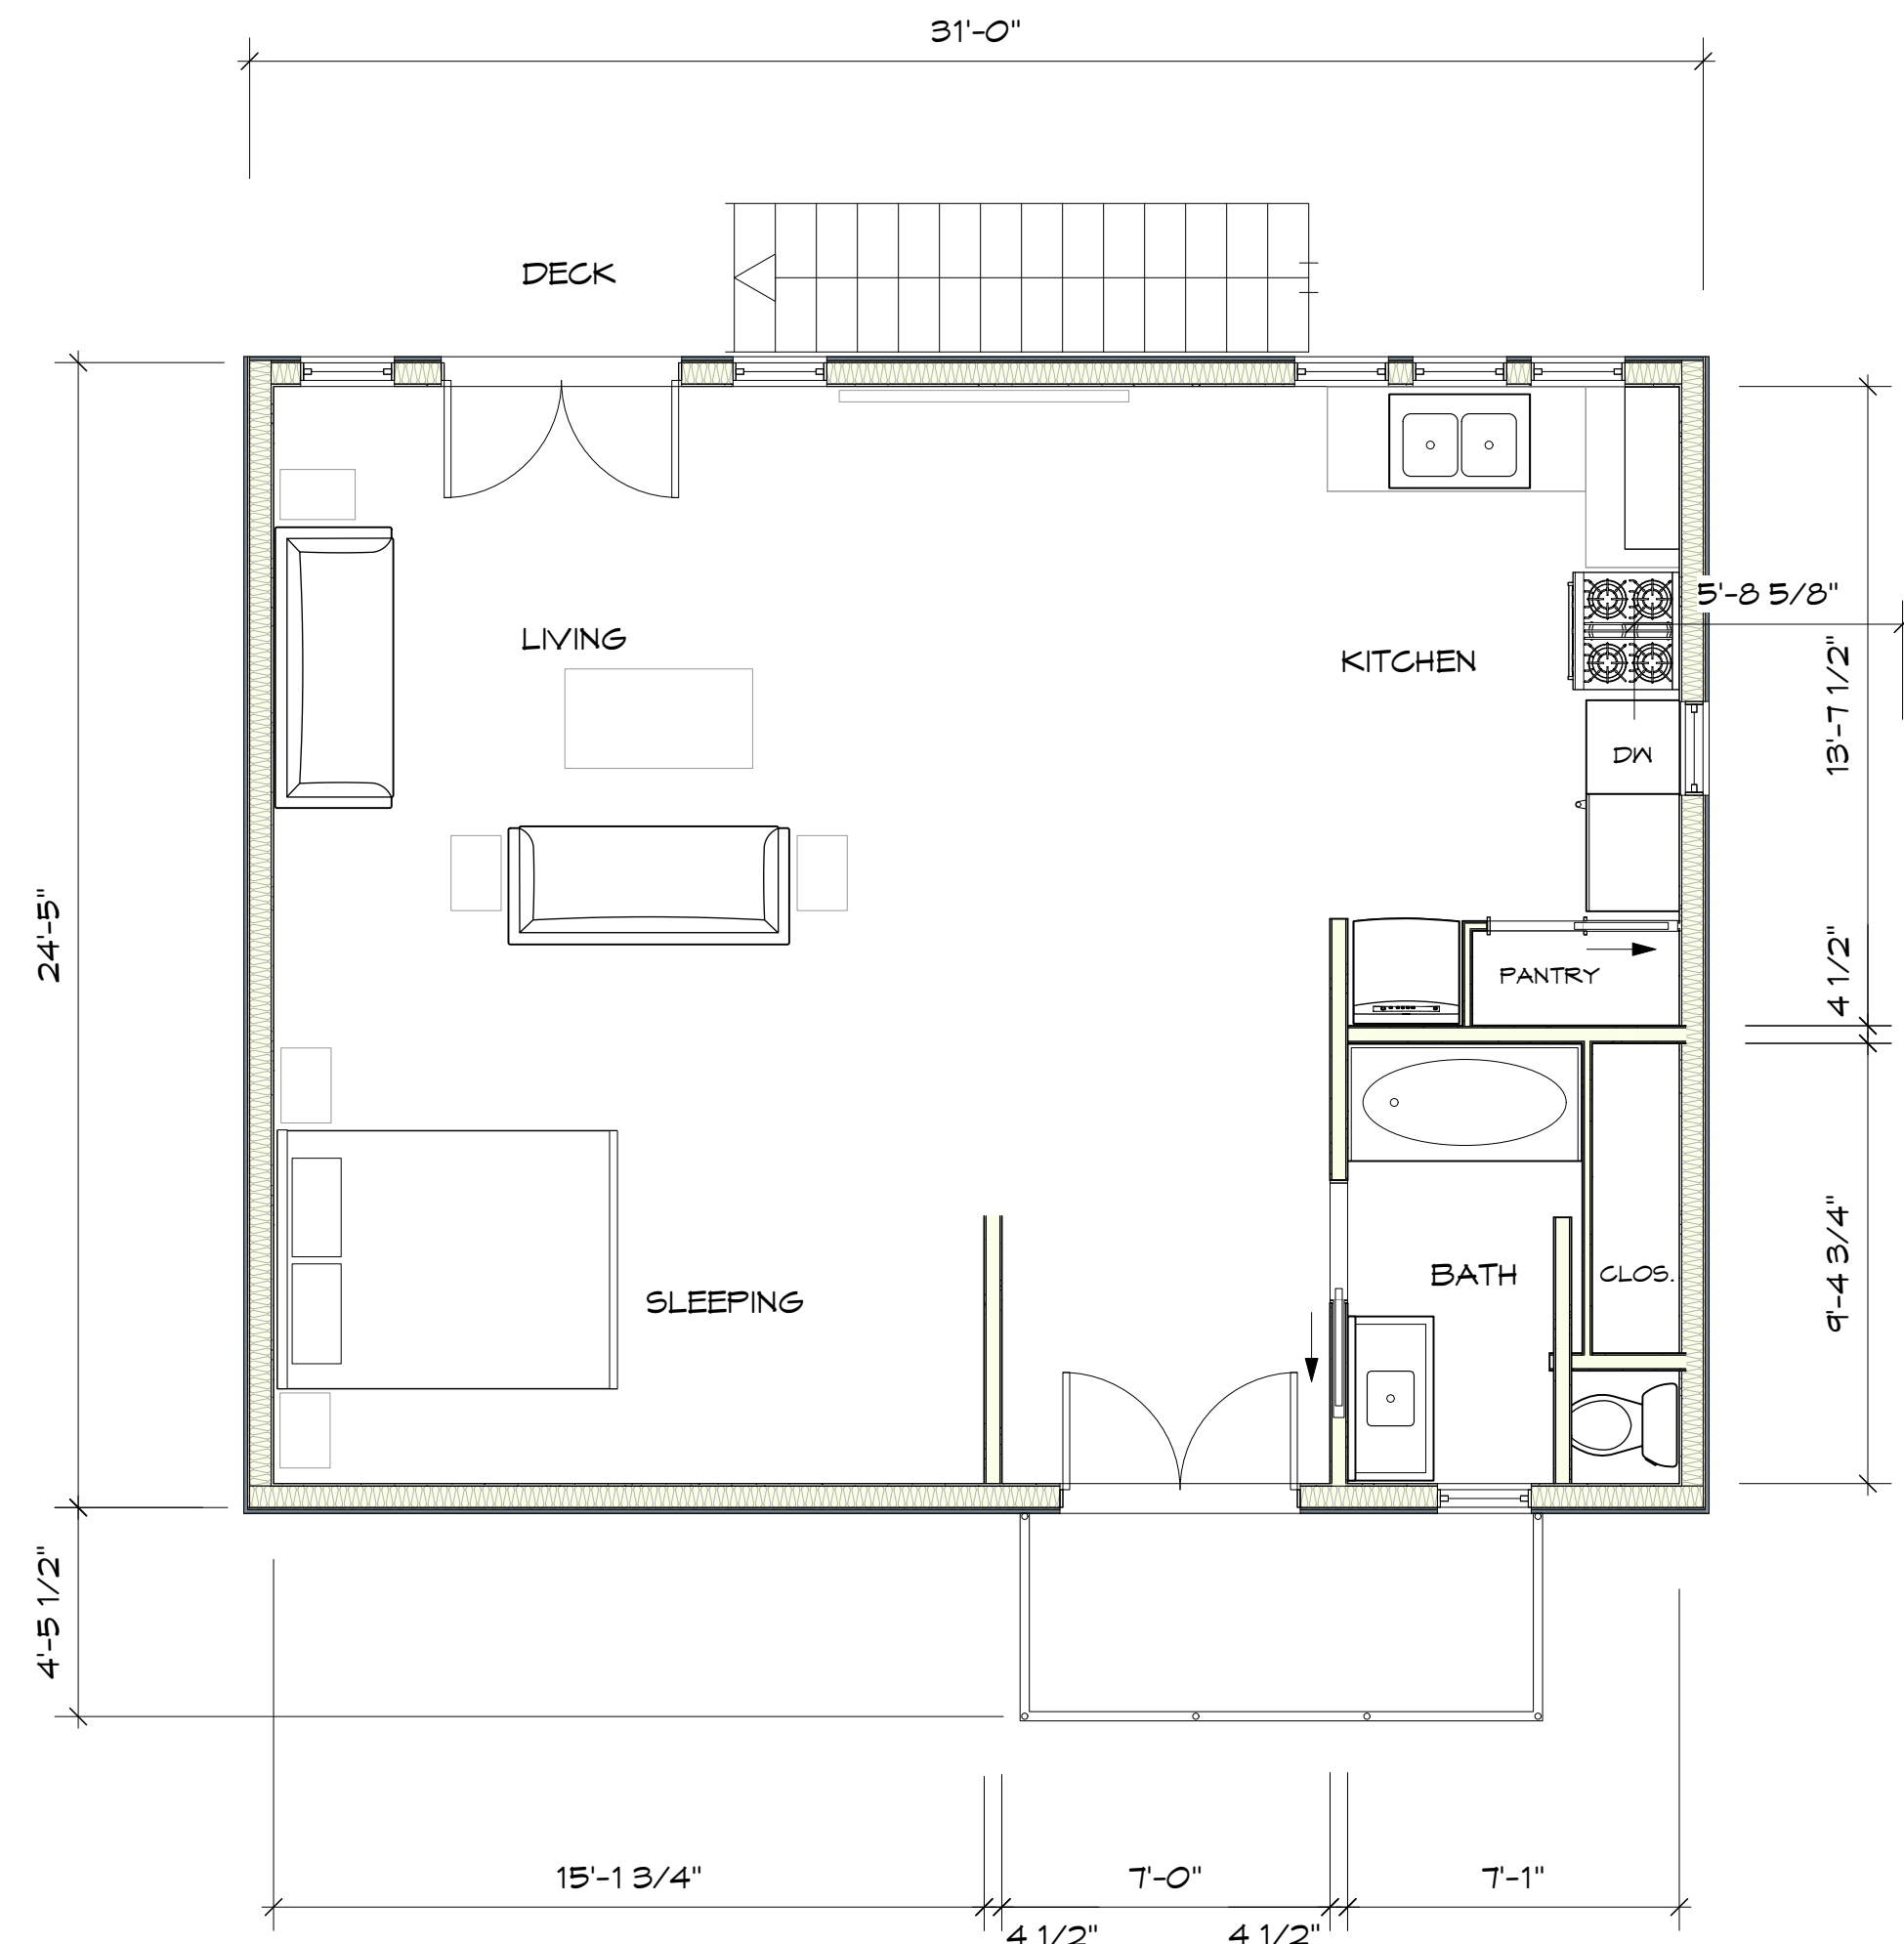 31'-0"
DECK
5'-8 5/8"
LIVING
KITCHEN
13'-7 1/2"
DW
24'-5"
4 1/2"
PANTRY
9'-4 3/4"
BATH
CLOS.
SLEEPING
4'-5 1/2"
15'-1 3/4"
7'-0"
7'-1"
4 1/2"
4 1/2"